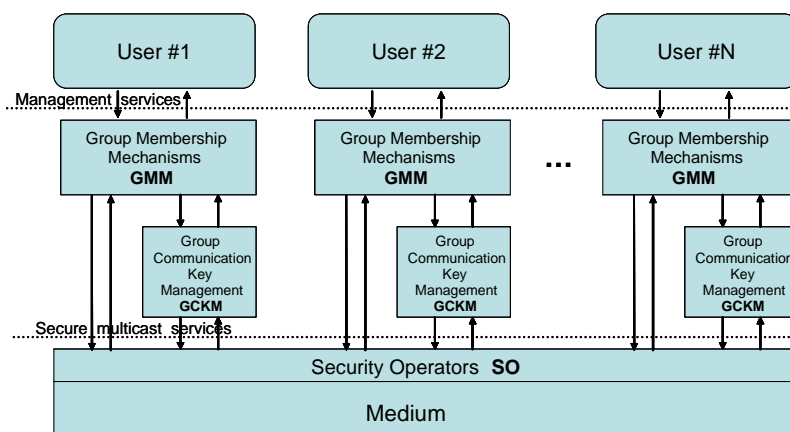 User #1
User #2
User #N
Management services
Group Membership
Mechanisms
GMM
Group Membership
Mechanisms
GMM
...
Group Membership
Mechanisms
GMM
Group
Communication
Key
Management
GCKM
Group
Communication
Key
Management
GCKM
Group
Communication
Key
Management
GCKM
Secure multicast services
Security Operators SO
Medium